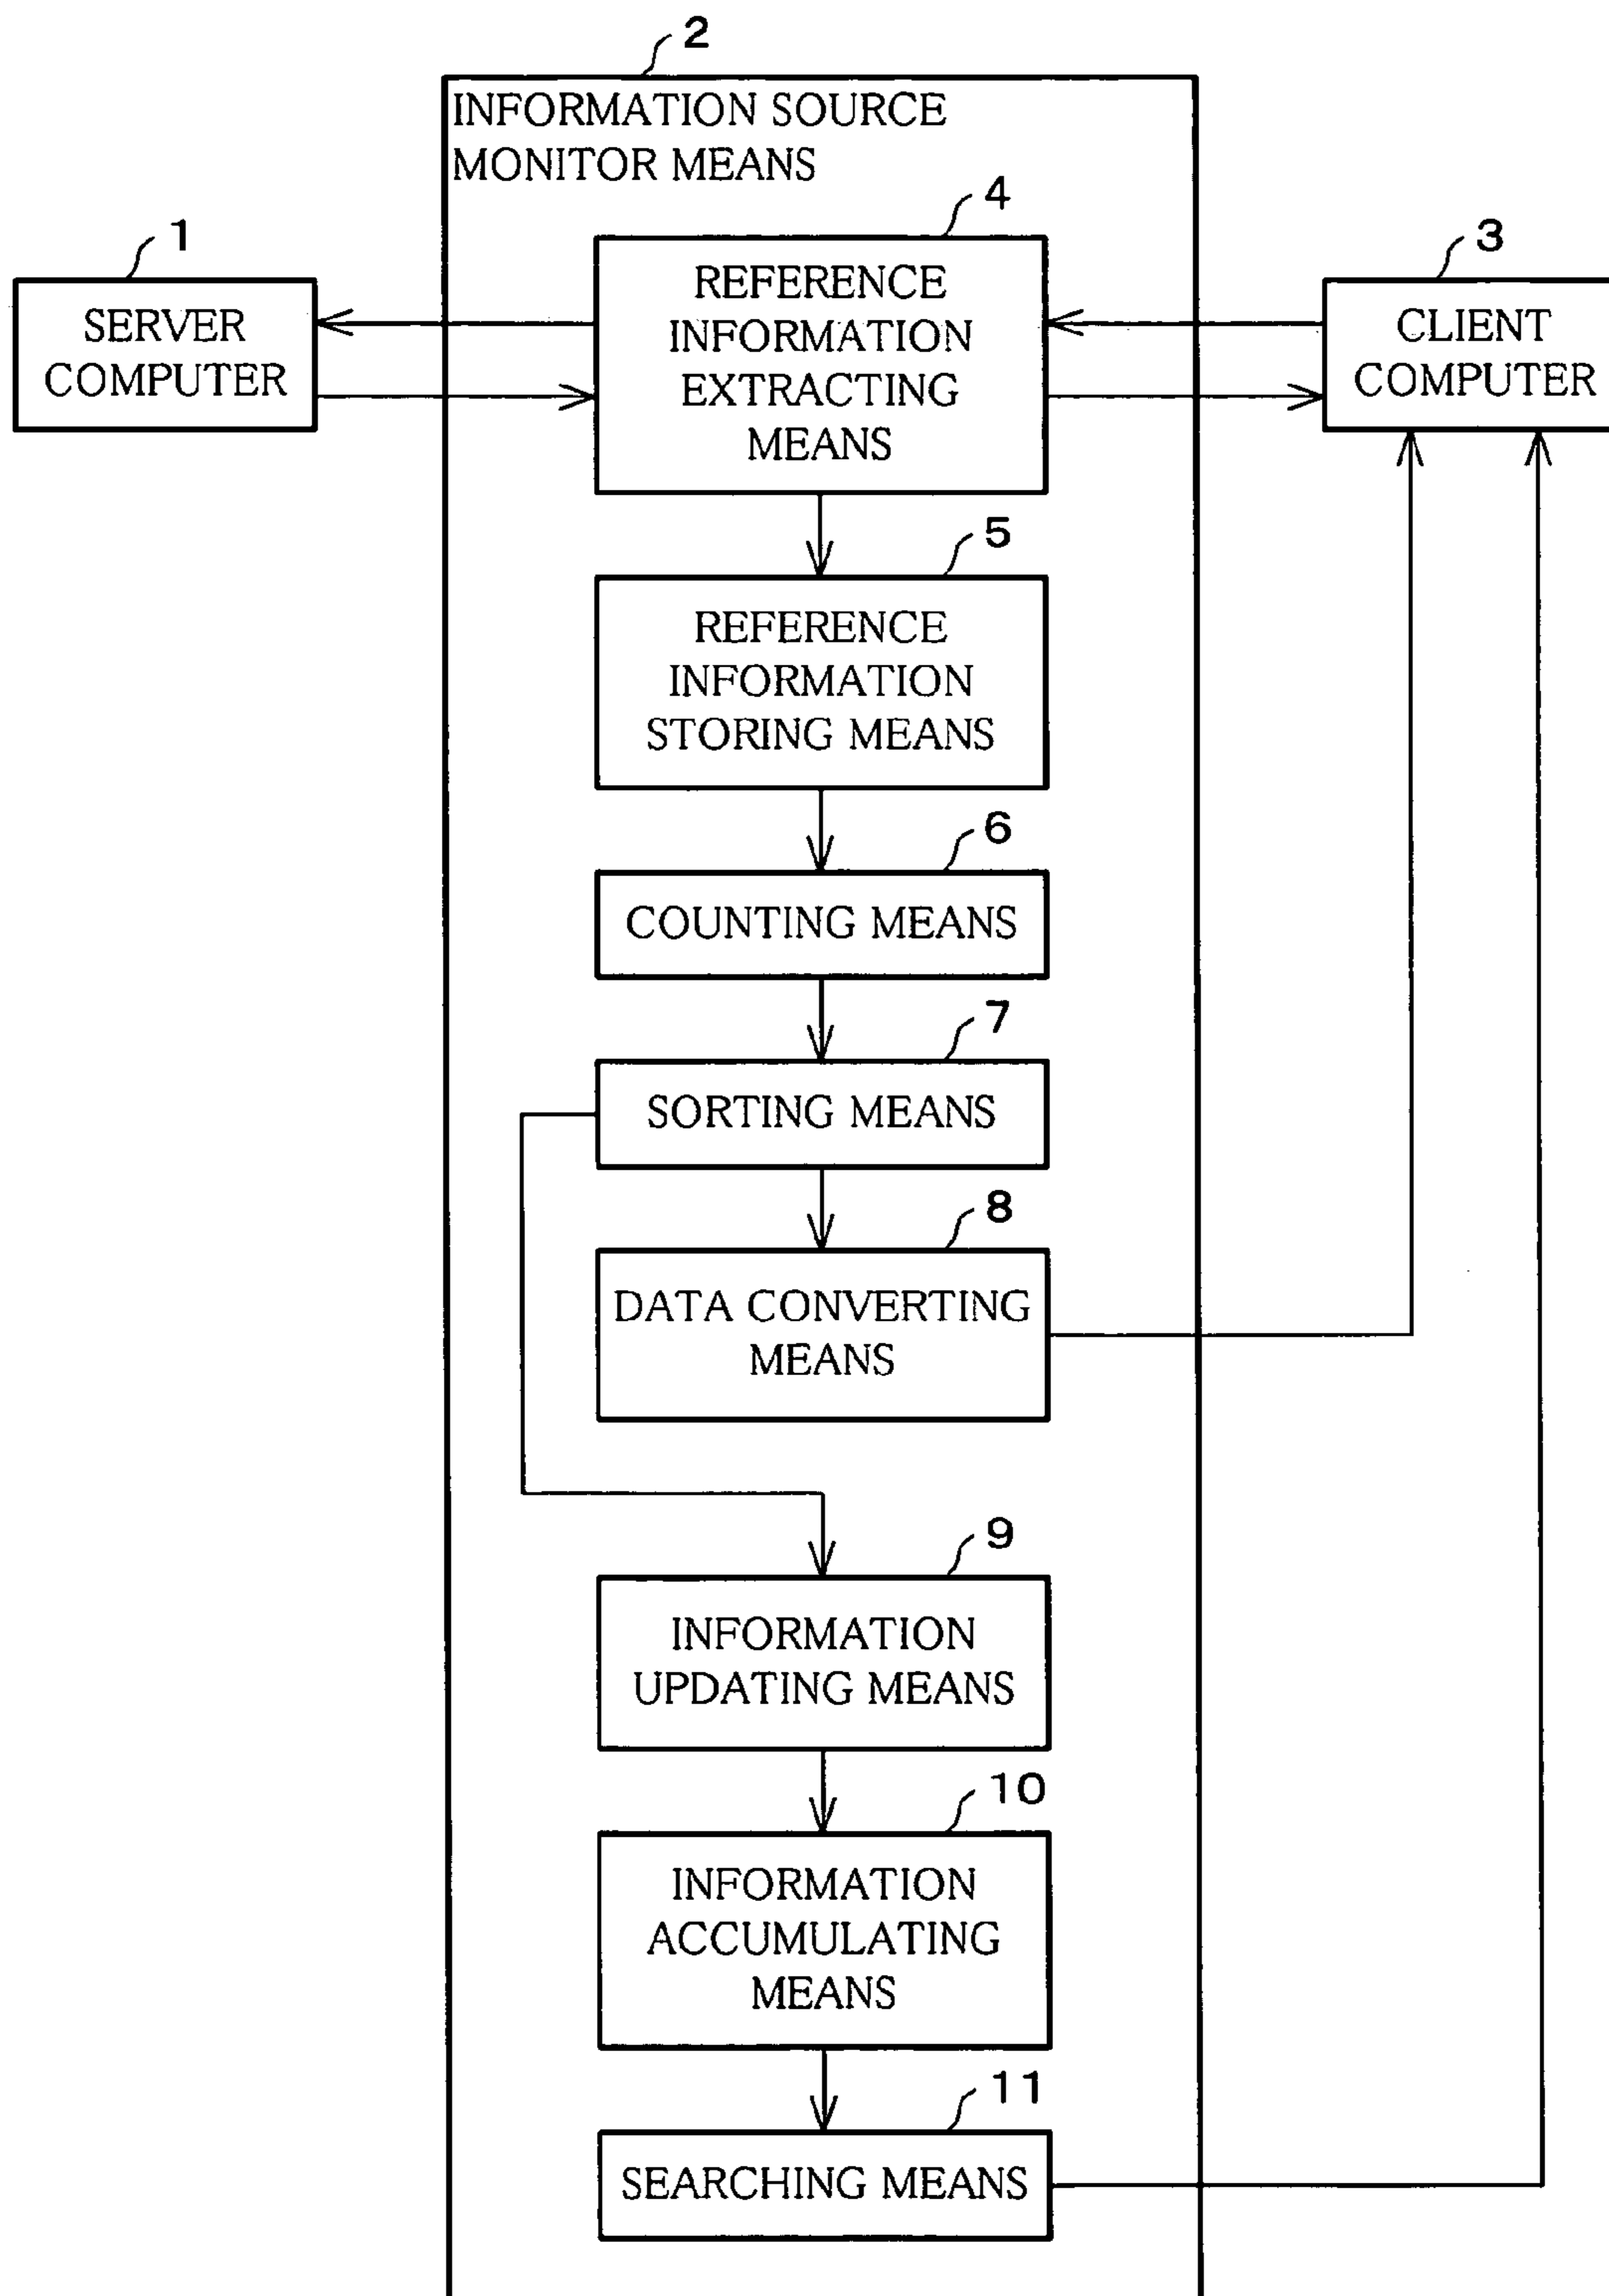 2
INFORMATION SOURCE
MONITOR MEANS
1
SERVER
COMPUTER
4
REFERENCE
INFORMATION
EXTRACTING
MEANS
3
CLIENT
COMPUTER
5
REFERENCE
INFORMATION
STORING MEANS
6
COUNTING MEANS
7
SORTING MEANS
8
DATA CONVERTING
MEANS
9
INFORMATION
UPDATING MEANS
10
INFORMATION
ACCUMULATING
MEANS
11
SEARCHING MEANS